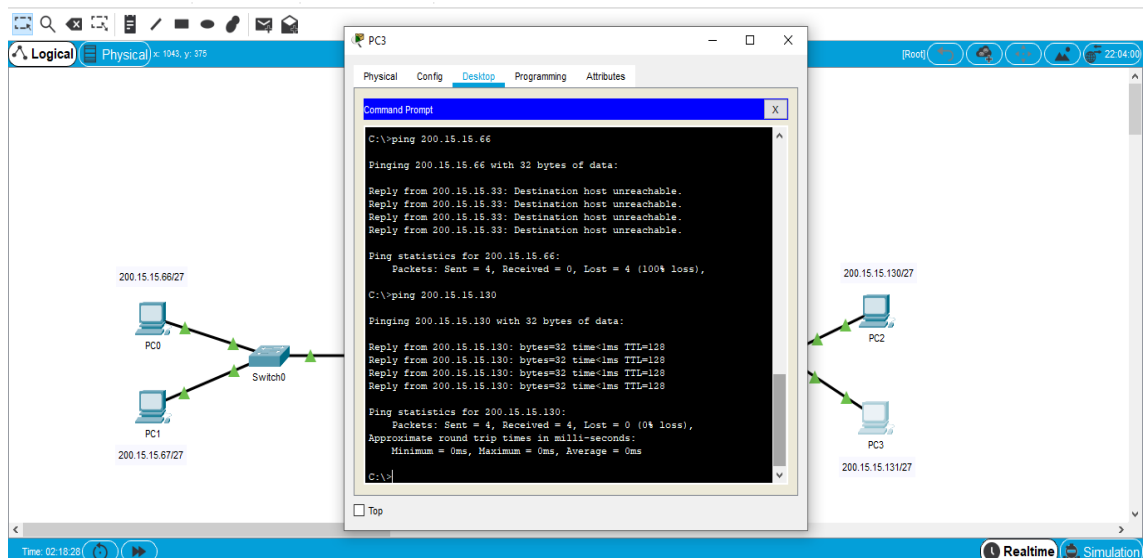 Logical
Physical
x: 1043, y: 375
[Root]
22:04:00
PC3
Physical Config Desktop Programming Attributes
Command Prompt
X
C:\>ping 200.15.15.66
Pinging 200.15.15.66 with 32 bytes of data:
Reply from 200.15.15.33: Destination host unreachable.
Reply from 200.15.15.33: Destination host unreachable.
Reply from 200.15.15.33: Destination host unreachable.
Reply from 200.15.15.33: Destination host unreachable.
Ping statistics for 200.15.15.66:
Packets: Sent = 4, Received = 0, Lost = 4 (100% loss),
C:\>ping 200.15.15.130
Pinging 200.15.15.130 with 32 bytes of data:
Reply from 200.15.15.130: bytes=32 time<1ms TTL=128
Reply from 200.15.15.130: bytes=32 time<1ms TTL=128
Reply from 200.15.15.130: bytes=32 time<1ms TTL=128
Reply from 200.15.15.130: bytes=32 time<1ms TTL=128
Ping statistics for 200.15.15.130:
Packets: Sent = 4, Received = 4, Lost = 0 (0% loss),
Approximate round trip times in milli-seconds:
Minimum = 0ms, Maximum = 0ms, Average = 0ms
C:\>
Top
200.15.15.66/27
PC0
Switch0
PC1
200.15.15.67/27
200.15.15.130/27
PC2
PC3
200.15.15.131/27
Time: 02:18:28
Realtime
Simulation